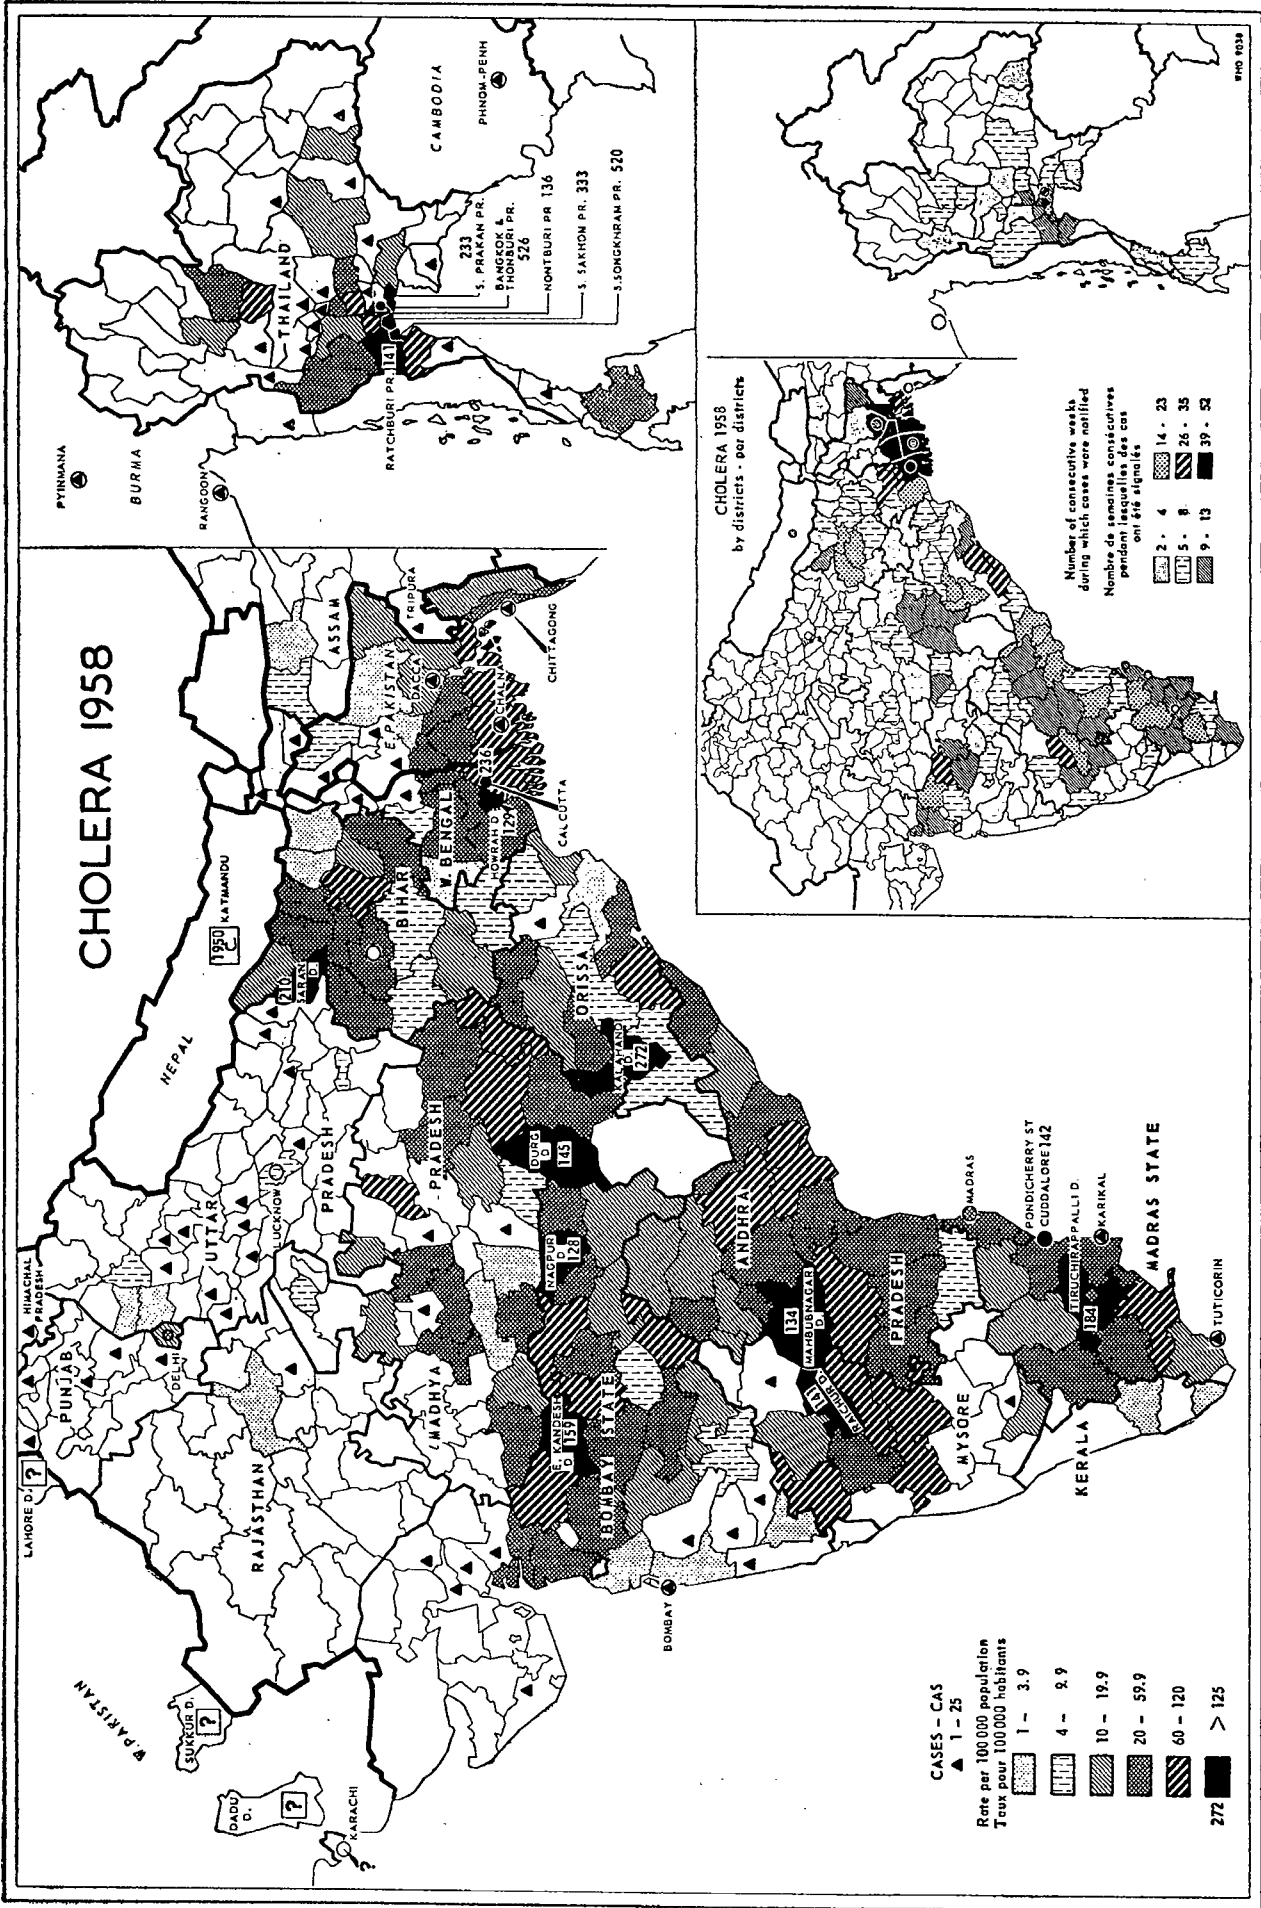 CHOLERA 1958
LAHORE D.
?
HIMACHAL
PRADESH
PUNJAB
DELHI
W. PAKISTAN
SUKKUR D.
?
DADU
D.
?
KARACHI
?
RAJASTHAN
UTTAR
PRADESH
LUCKNOW
NEPAL
1950
C
KATMANDU
210
SARAN
D.
BIHAR
W. BENGAL
HOWRAH D.
129
236
CALCUTTA
ASSAM
E. PAKISTAN
DACCA
TRIPURA
CHALNA
CHITTAGONG
MADHYA
PRADESH
DURG
D
145
NAGPUR
D
128
ORISSA
KALAHANDI
D.
272
E. KANDESH
D
159
BOMBAY STATE
BOMBAY
ANDHRA
PRADESH
134
MAHBUBNAGAR
D.
141
RAICHUR D.
MYSORE
KERALA
MADRAS
PONDICHERRY ST
CUDDALORE 142
TIRUCHIRAPALLI D.
184
KARIKAL
MADRAS STATE
TUTICORIN
CASES - CAS
1 - 25
Rate per 100 000 population
Taux pour 100 000 habitants
1 - 3.9
4 - 9.9
10 - 19.9
20 - 59.9
60 - 120
272 > 125
PYINMANA
BURMA
RANGOON
THAILAND
RATCHBURI PR. 141
CAMBODIA
PHNOM-PENH
233
S. PRAKAN PR.
BANGKOK &
THONBURI PR.
526
NONTBURI PR 136
S. SAKHON PR. 333
S.SONGKHRAM PR. 520
CHOLERA 1958
by districts - par districts
Number of consecutive weeks
during which cases were notified
Nombre de semaines consécutives
pendant lesquelles des cas
ont été signalés
2 - 4
5 - 8
9 - 13
14 - 23
26 - 35
39 - 52
WHO 9038